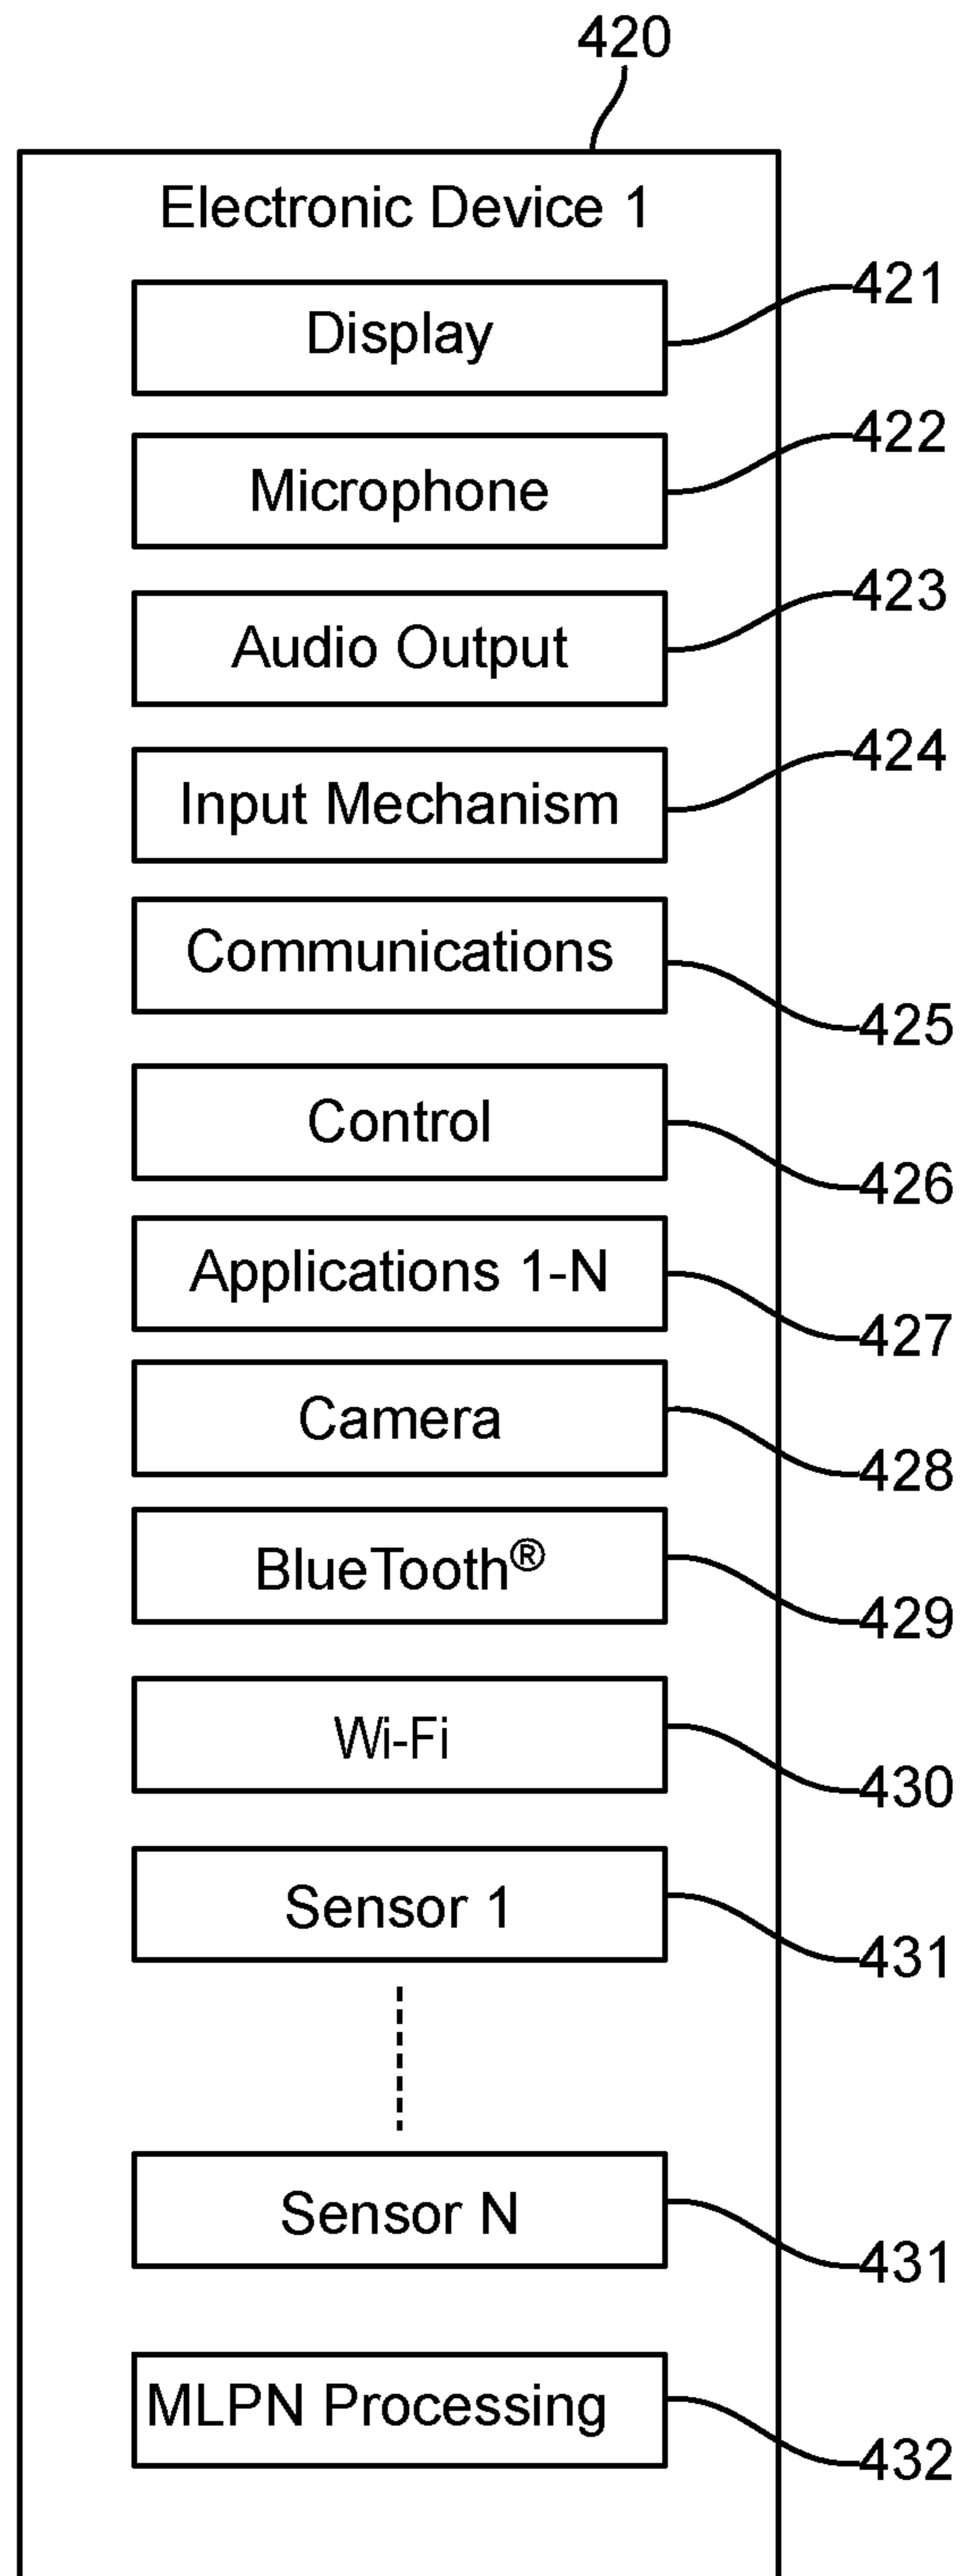 420
Electronic Device 1
Display
421
Microphone
422
Audio Output
423
Input Mechanism
424
Communications
425
Control
426
Applications 1-N
427
Camera
428
BlueTooth®
429
Wi-Fi
430
Sensor 1
431
Sensor N
431
MLPN Processing
432